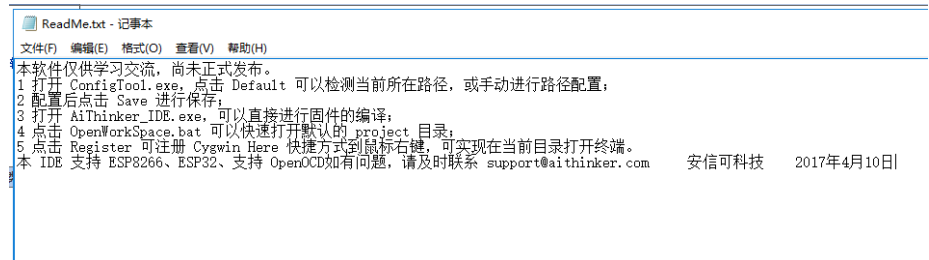 ReadMe.txt - 记事本
文件(F) 编辑(E) 格式(O) 查看(V) 帮助(H)
本软件仅供学习交流，尚未正式发布。
1 打开 ConfigTool.exe，点击 Default 可以检测当前所在路径，或手动进行路径配置；
2 配置后点击 Save 进行保存；
3 打开 AiThinker_IDE.exe，可以直接进行固件的编译；
4 点击 OpenWorkSpace.bat 可以快速打开默认的 project 目录；
5 点击 Register 可注册 Cygwin Here 快捷方式到鼠标右键，可实现在当前目录打开终端。
本 IDE 支持 ESP8266、ESP32、支持 OpenOCD如有问题，请及时联系 support@aithinker.com 安信可科技 2017年4月10日